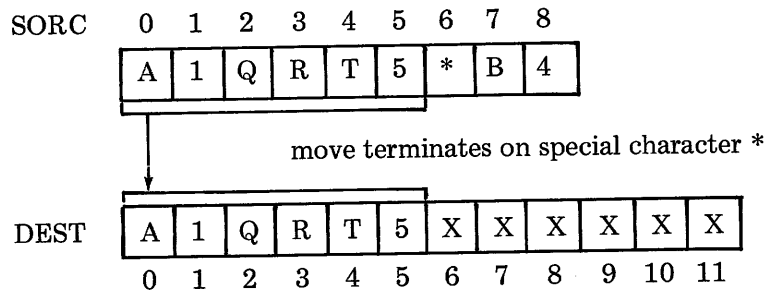 SORC 0 1 2 3 4 5 6 7 8
A 1 Q R T 5 * B 4
move terminates on special character *
DEST A 1 Q R T 5 X X X X X X
0 1 2 3 4 5 6 7 8 9 10 11